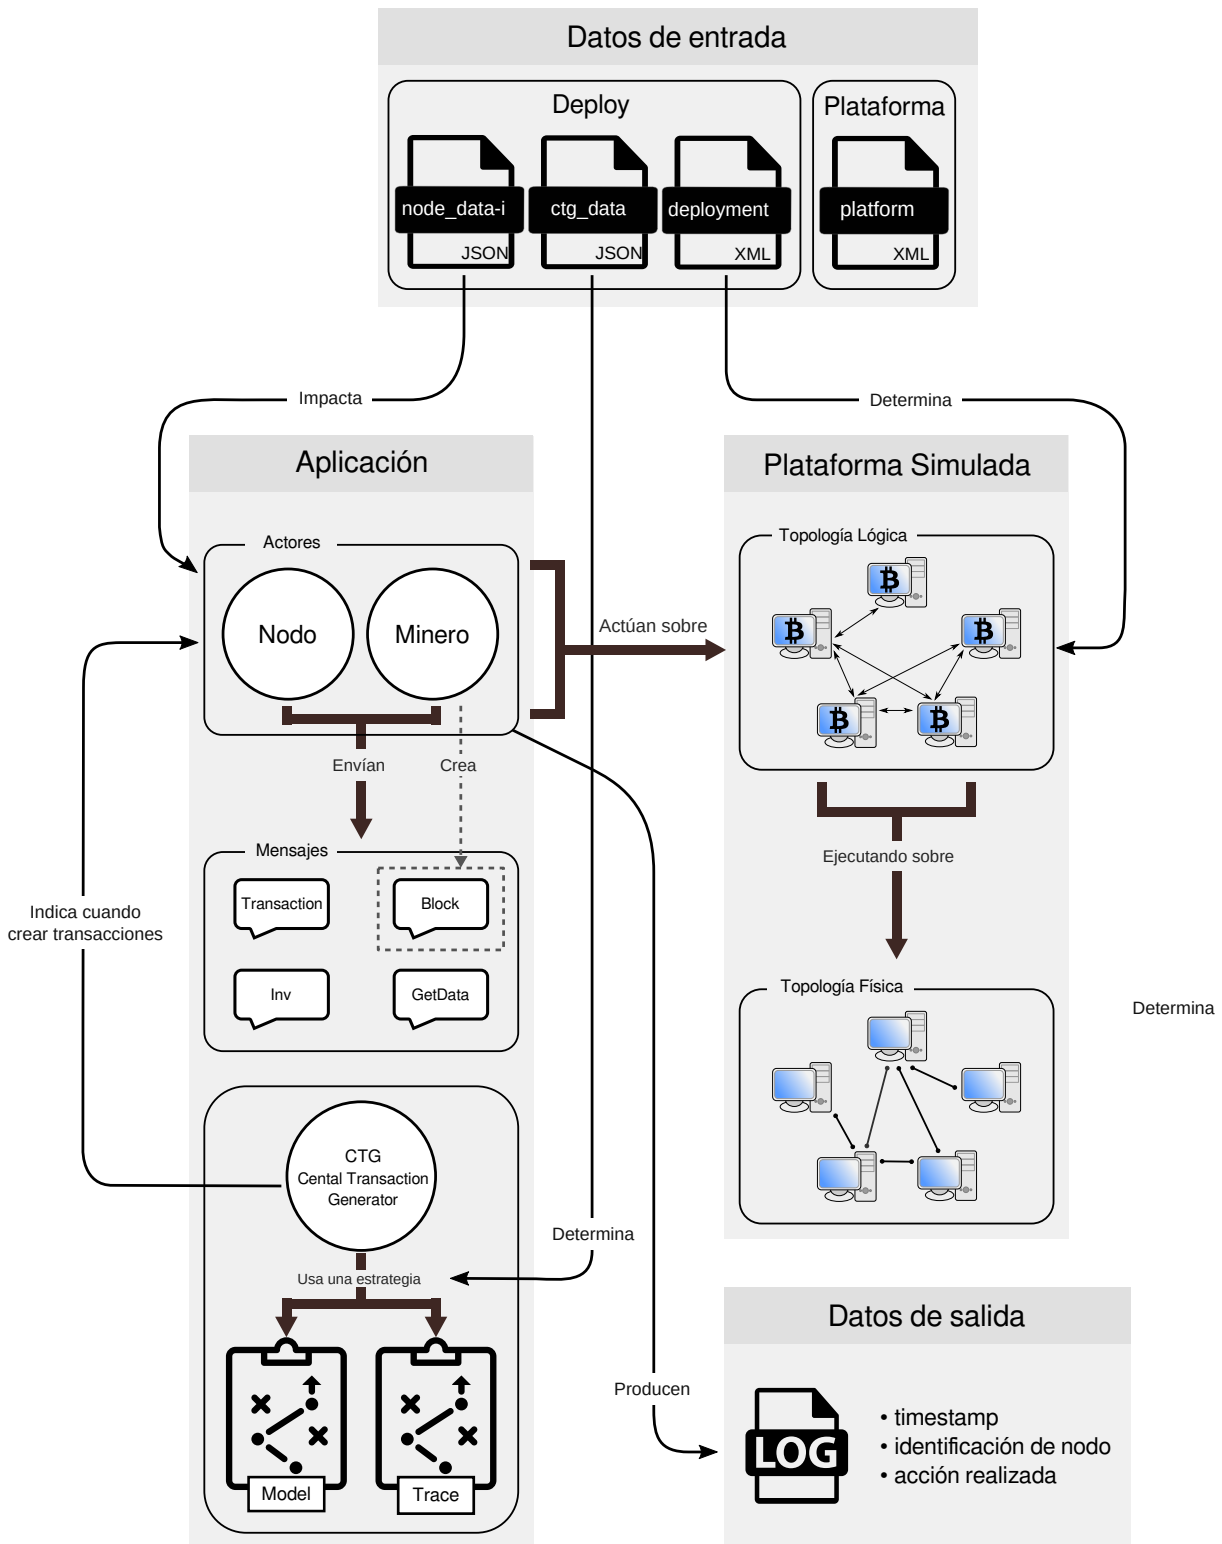 Datos de entrada
Deploy
Plataforma
node_data-i
JSON
ctg_data
JSON
deployment
XML
platform
XML
Impacta
Determina
Aplicación
Plataforma Simulada
Actores
Nodo
Minero
Actúan sobre
Topología Lógica
Envían
Crea
Ejecutando sobre
Mensajes
Transaction
Block
Inv
GetData
Indica cuando
crear transacciones
Topología Física
Determina
CTG
Cental Transaction
Generator
Determina
Usa una estrategia
Model
Trace
Producen
Datos de salida
LOG
• timestamp
• identificación de nodo
• acción realizada